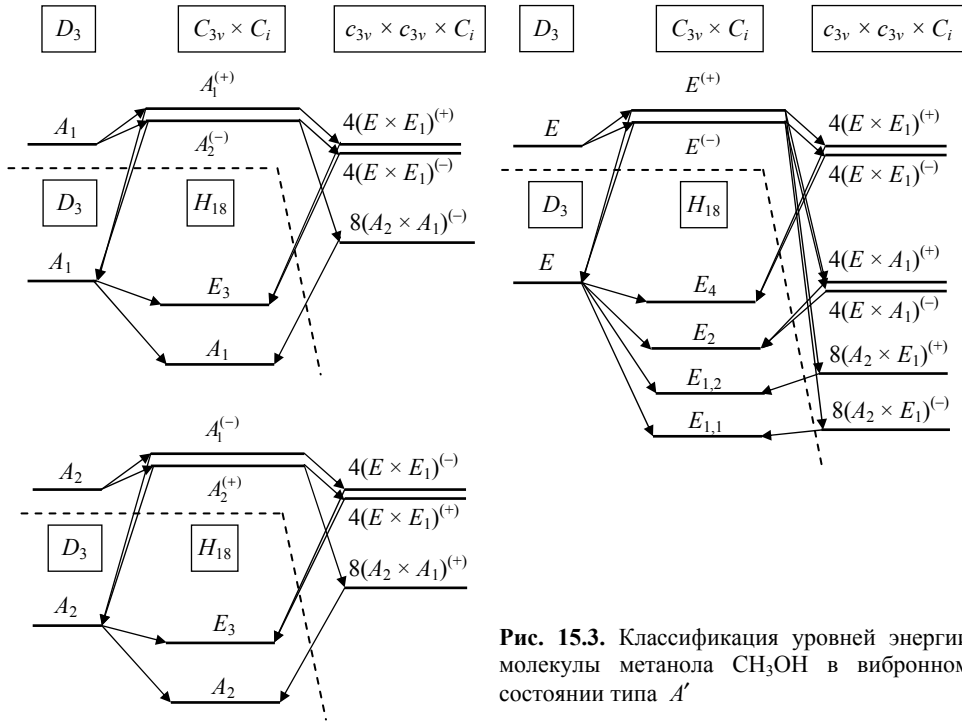 D₃ C₃ᵥ × Cᵢ c₃ᵥ × c₃ᵥ × Cᵢ
A₁⁽⁺⁾
A₁ 4(E × E₁)⁽⁺⁾
A₂⁽⁻⁾
4(E × E₁)⁽⁻⁾
D₃ H₁₈
8(A₂ × A₁)⁽⁻⁾
A₁ E₃
A₁
D₃ C₃ᵥ × Cᵢ c₃ᵥ × c₃ᵥ × Cᵢ
E⁽⁺⁾
E 4(E × E₁)⁽⁺⁾
E⁽⁻⁾
4(E × E₁)⁽⁻⁾
D₃ H₁₈
4(E × A₁)⁽⁺⁾
E E₄
4(E × A₁)⁽⁻⁾
E₂
8(A₂ × E₁)⁽⁺⁾
E₁,₂
8(A₂ × E₁)⁽⁻⁾
E₁,₁
A₁⁽⁻⁾
A₂ 4(E × E₁)⁽⁻⁾
A₂⁽⁺⁾
4(E × E₁)⁽⁺⁾
D₃ H₁₈
8(A₂ × A₁)⁽⁺⁾
A₂ E₃
A₂
Рис. 15.3. Классификация уровней энергии
молекулы метанола CH₃OH в вибронном
состоянии типа A′